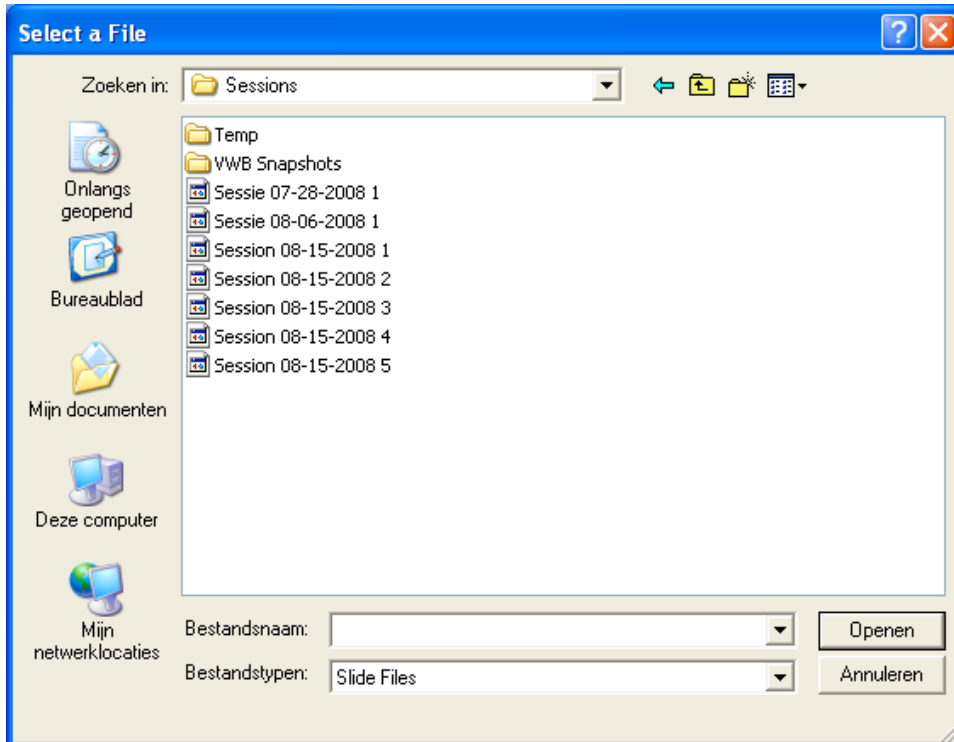 Select a File
Zoeken in:
Sessions
Onlangs
geopend
Bureaublad
Mijn documenten
Deze computer
Mijn
netwerklocaties
Temp
VWB Snapshots
Sessie 07-28-2008 1
Sessie 08-06-2008 1
Session 08-15-2008 1
Session 08-15-2008 2
Session 08-15-2008 3
Session 08-15-2008 4
Session 08-15-2008 5
Bestandsnaam:
Openen
Bestandstypen:
Slide Files
Annuleren